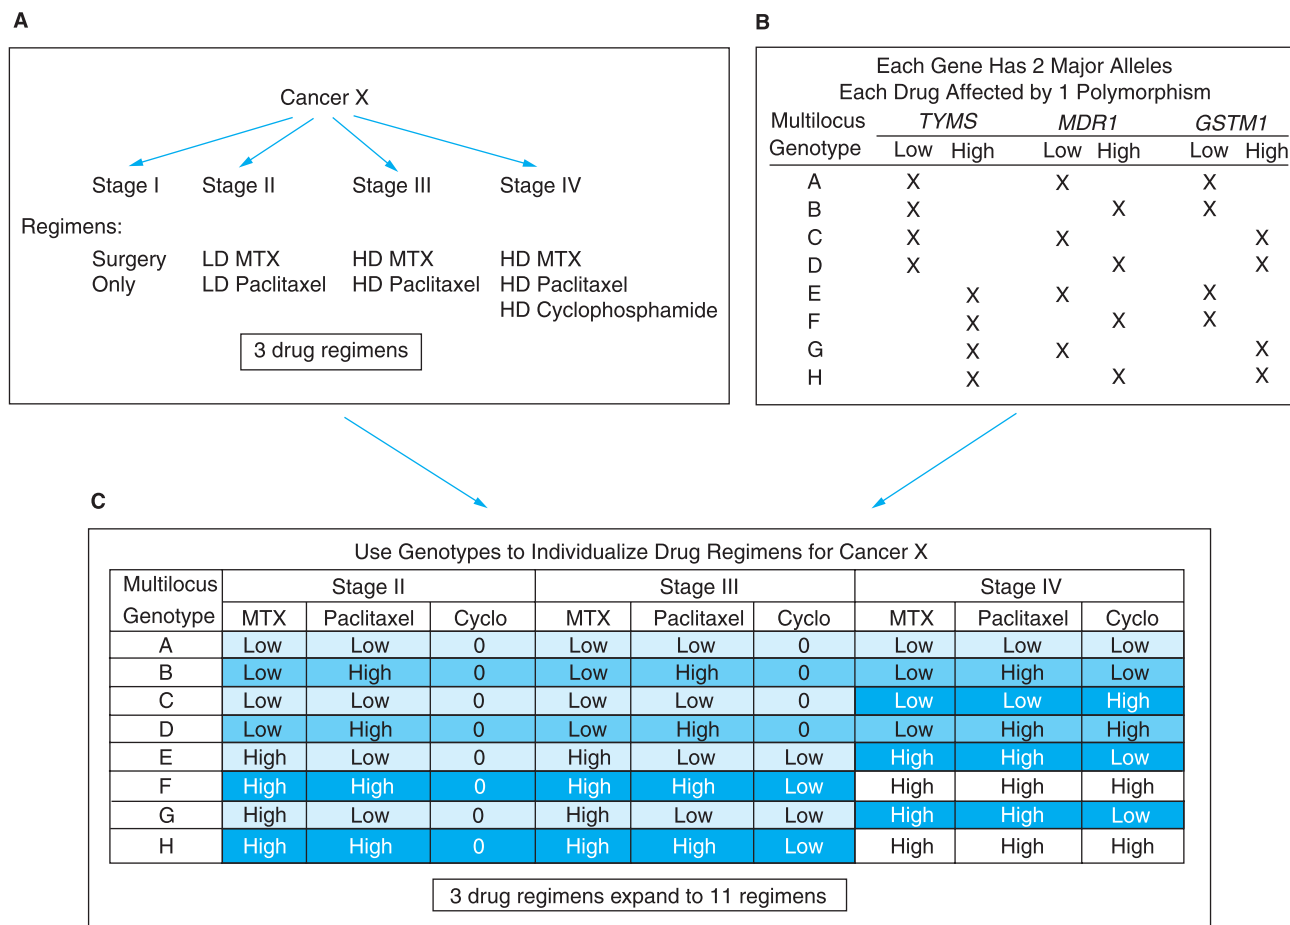 A
Cancer X
Stage I Stage II Stage III Stage IV
Regimens:
Surgery LD MTX HD MTX HD MTX
Only LD Paclitaxel HD Paclitaxel HD Paclitaxel
HD Cyclophosphamide
3 drug regimens
B
Each Gene Has 2 Major Alleles
Each Drug Affected by 1 Polymorphism
Multilocus TYMS MDR1 GSTM1
Genotype Low High Low High Low High
A X X X
B X X X
C X X X
D X X X
E X X X
F X X X
G X X X
H X X X
C
Use Genotypes to Individualize Drug Regimens for Cancer X
Multilocus Stage II Stage III Stage IV
Genotype MTX Paclitaxel Cyclo MTX Paclitaxel Cyclo MTX Paclitaxel Cyclo
A Low Low 0 Low Low 0 Low Low Low
B Low High 0 Low High 0 Low High Low
C Low Low 0 Low Low 0 Low Low High
D Low High 0 Low High 0 Low High High
E High Low 0 High Low Low High High Low
F High High 0 High High Low High High High
G High Low 0 High Low Low High High Low
H High High 0 High High Low High High High
3 drug regimens expand to 11 regimens